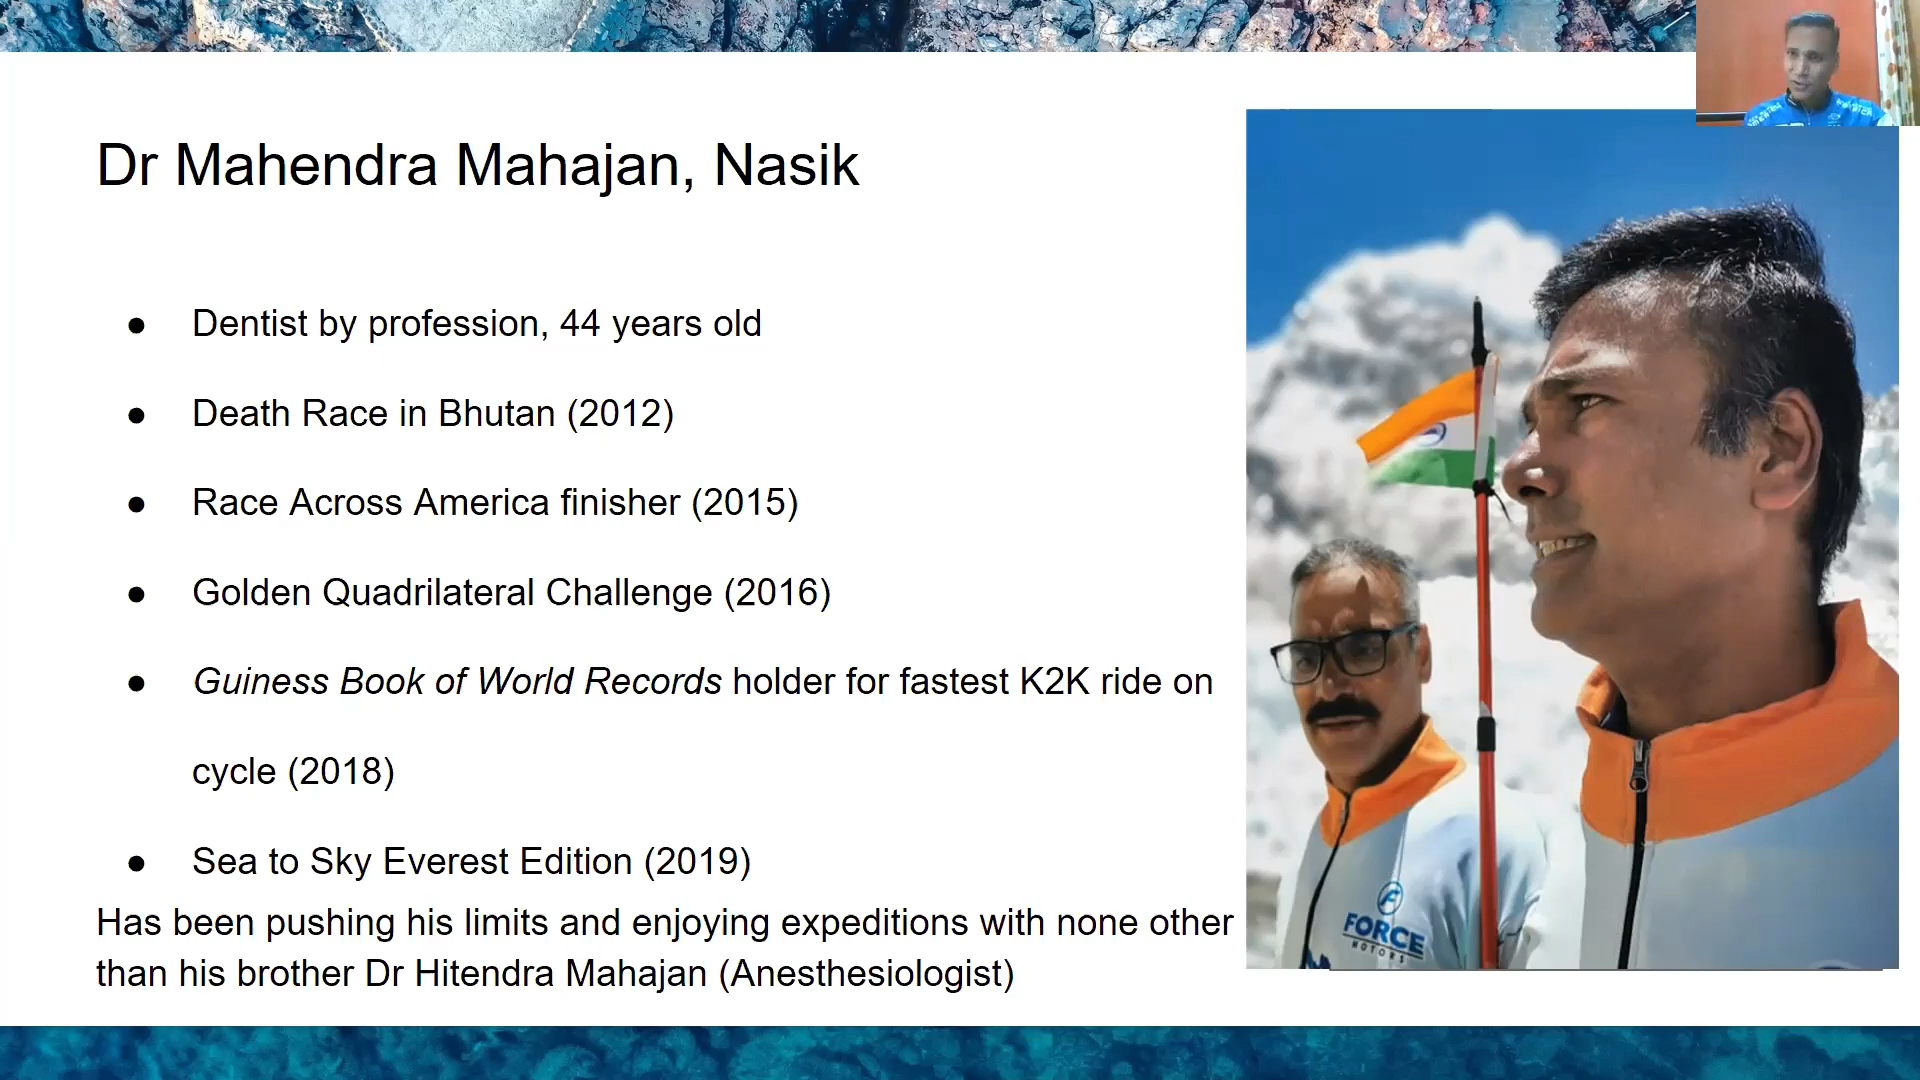 Dr Mahendra Mahajan, Nasik
● Dentist by profession, 44 years old
● Death Race in Bhutan (2012)
● Race Across America finisher (2015)
● Golden Quadrilateral Challenge (2016)
● Guiness Book of World Records holder for fastest K2K ride on
cycle (2018)
● Sea to Sky Everest Edition (2019)
Has been pushing his limits and enjoying expeditions with none other
than his brother Dr Hitendra Mahajan (Anesthesiologist)
FORCE
MOTORS